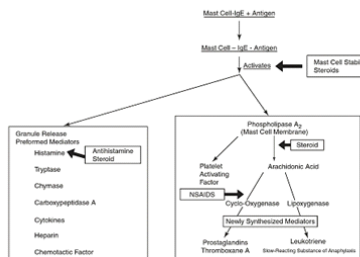 Mast Cell-IgE + Antigen
Mast Cell – IgE - Antigen
Activates
Mast Cell Stabi
Steroids
Granule Release
Preformed Mediators
Histamine
Antihistamine
Steroid
Tryptase
Chymase
Carboxypeptidase A
Cytokines
Heparin
Chemotactic Factor
Phospholipase A2
(Mast Cell Membrane)
Steroid
Platelet
Activating
Factor
Arachidonic Acid
NSAIDS
Cyclo-Oxygenase
Lipoxygenase
Newly Synthesized Mediators
Prostaglandins
Thromboxane A
Leukotriene
Slow-Reacting Substance of Anaphylaxis